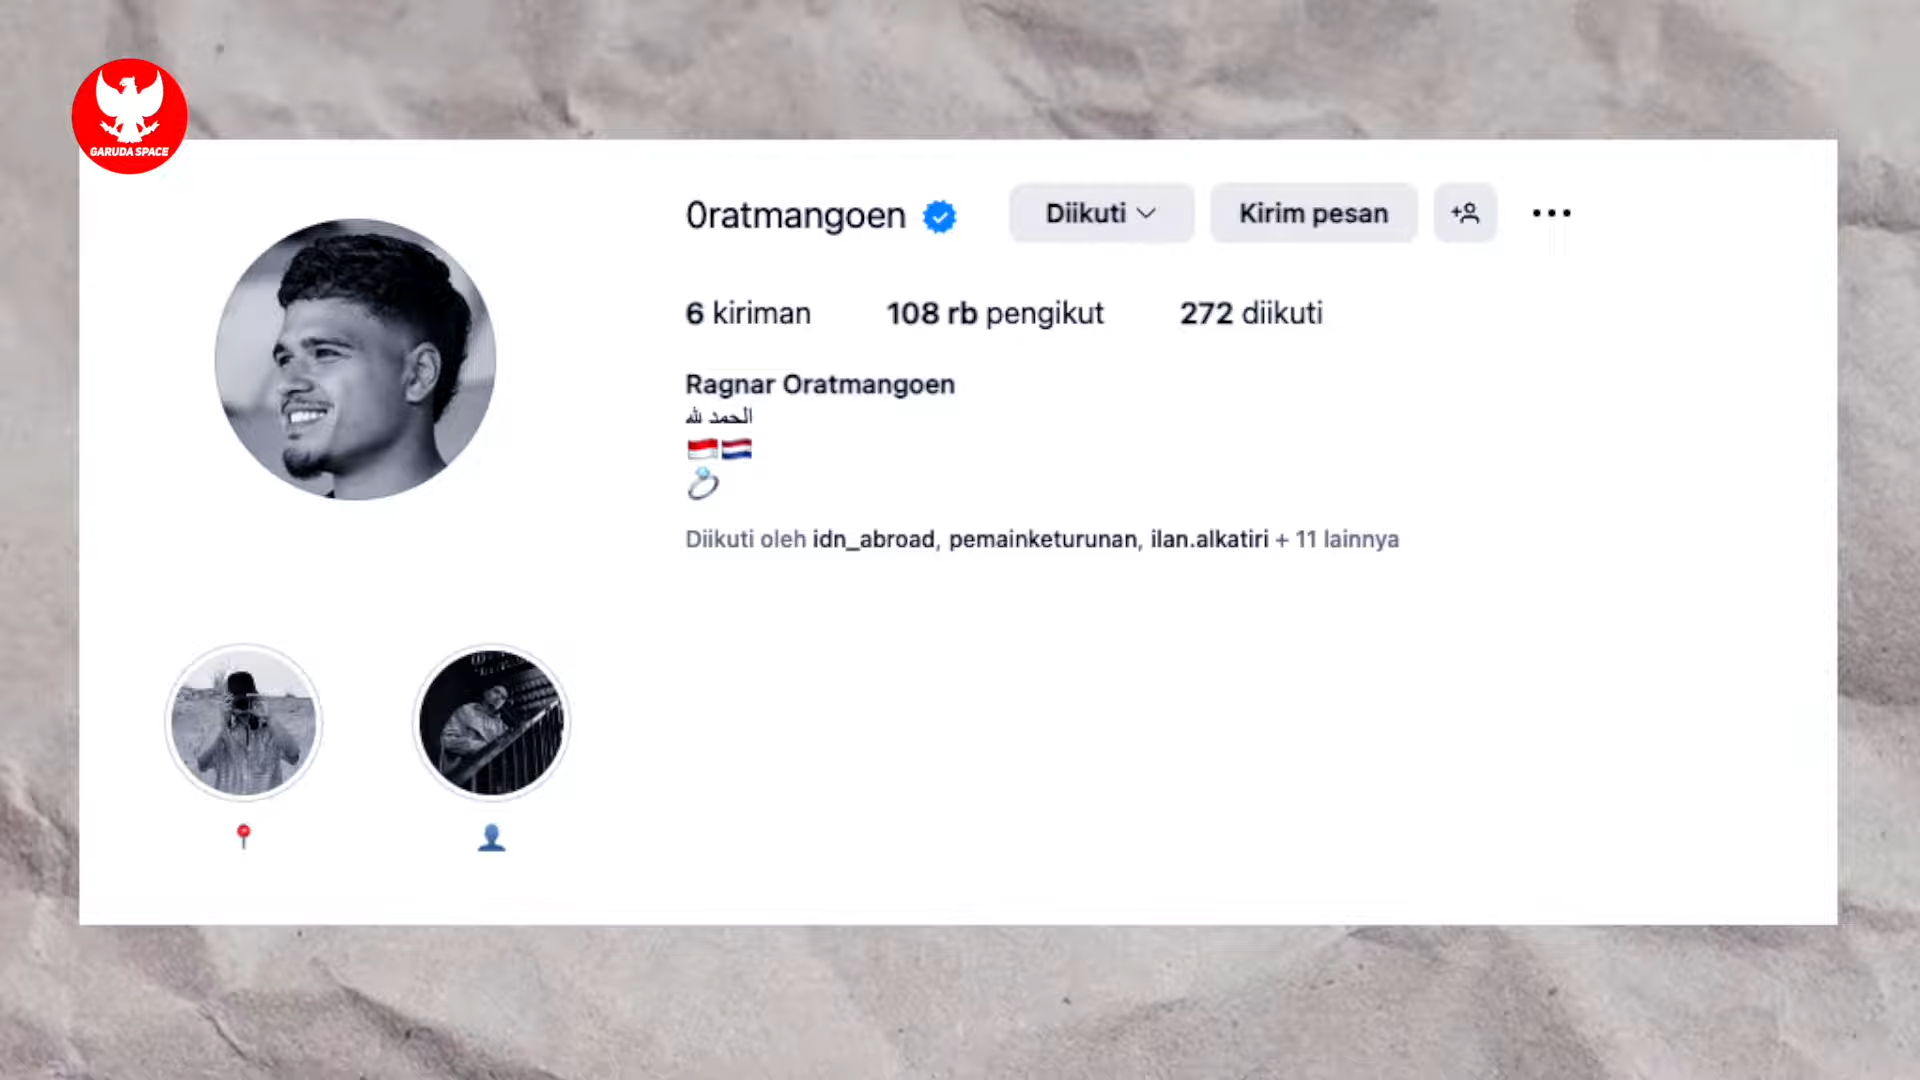 GARUDA SPACE
0ratmangoen
Diikuti
Kirim pesan
6 kiriman
108 rb pengikut
272 diikuti
Ragnar Oratmangoen
الحمد لله
Diikuti oleh idn_abroad, pemainketurunan, ilan.alkatiri + 11 lainnya